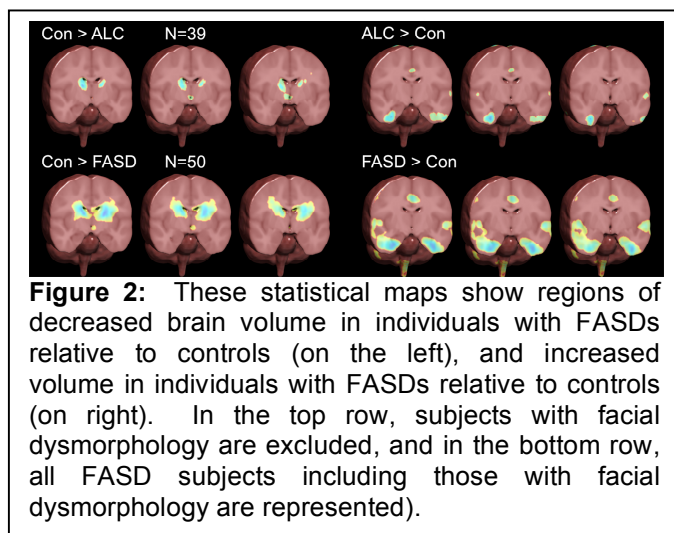 Con > ALC N=39 ALC > Con
Con > FASD N=50 FASD > Con
Figure 2: These statistical maps show regions of
decreased brain volume in individuals with FASDs
relative to controls (on the left), and increased
volume in individuals with FASDs relative to controls
(on right). In the top row, subjects with facial
dysmorphology are excluded, and in the bottom row,
all FASD subjects including those with facial
dysmorphology are represented).